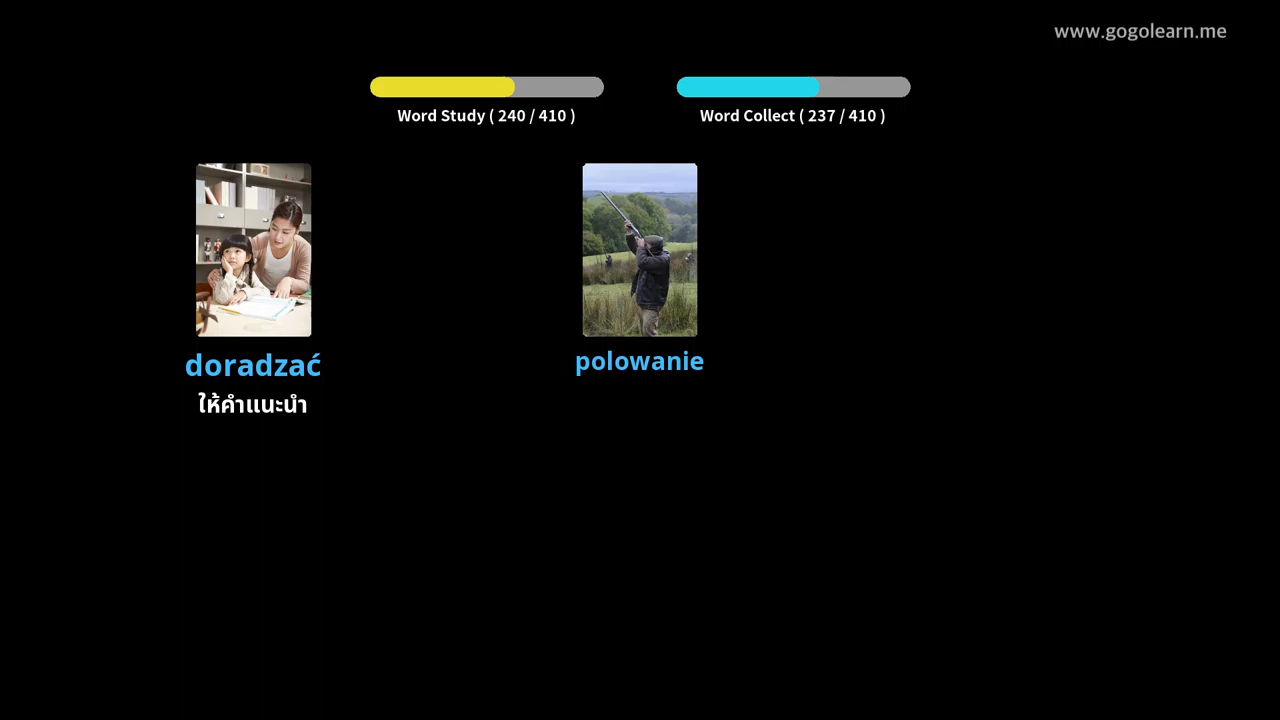 www.gogolearn.me
Word Study ( 240 / 410 )
Word Collect ( 237 / 410 )
doradzać
ให้คำแนะนำ
polowanie